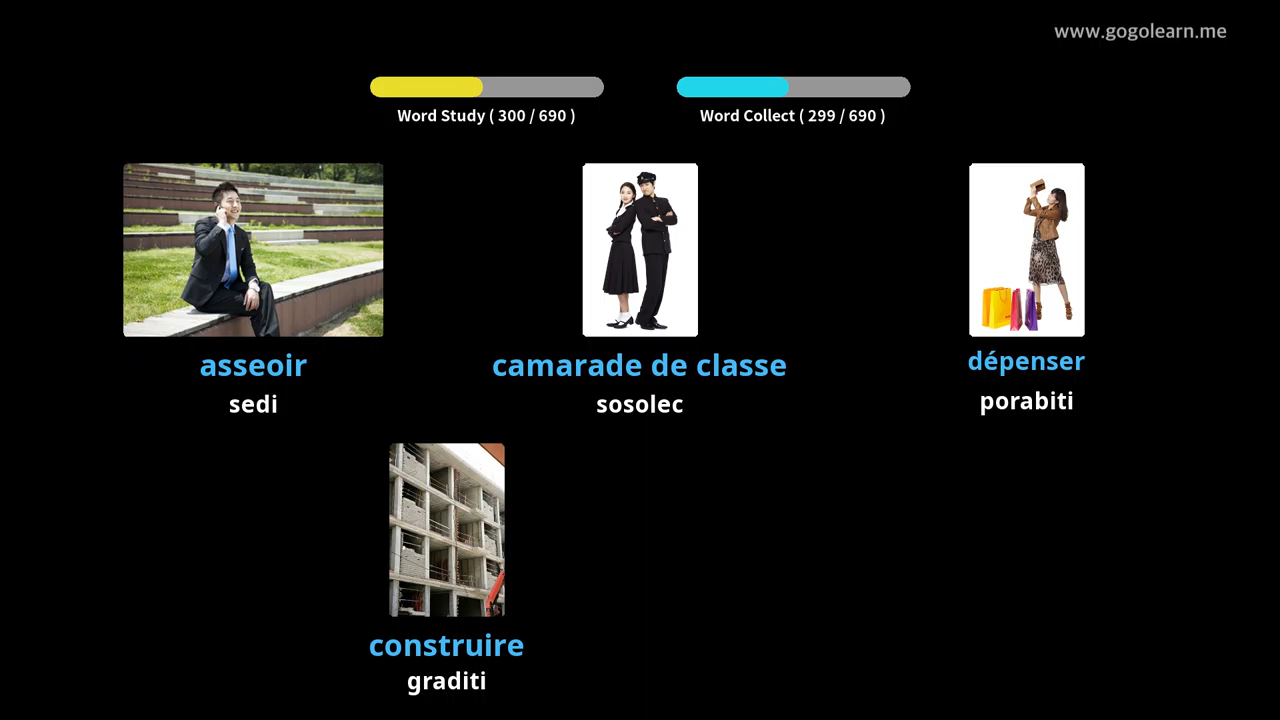 www.gogolearn.me
Word Study ( 300 / 690 )
Word Collect ( 299 / 690 )
asseoir
sedi
camarade de classe
sosolec
dépenser
porabiti
construire
graditi